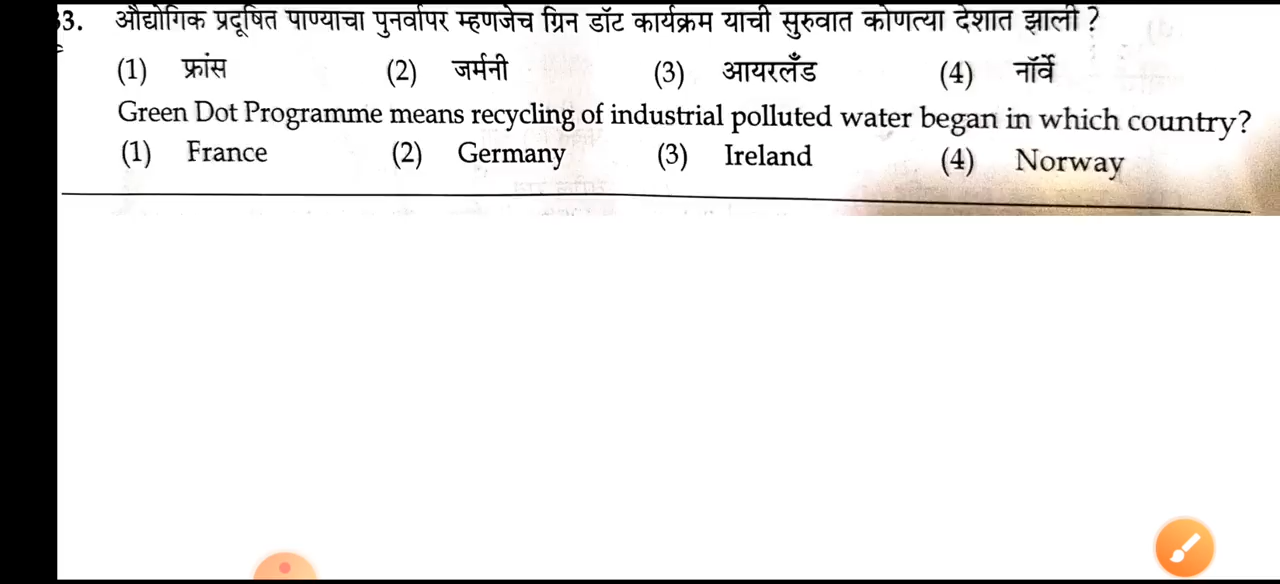 33. औद्योगिक प्रदूषित पाण्याचा पुनर्वापर म्हणजेच ग्रिन डॉट कार्यक्रम याची सुरुवात कोणत्या देशात झाली ?
(1) फ्रांस (2) जर्मनी (3) आयरलँड (4) नॉर्वे
Green Dot Programme means recycling of industrial polluted water began in which country?
(1) France (2) Germany (3) Ireland (4) Norway